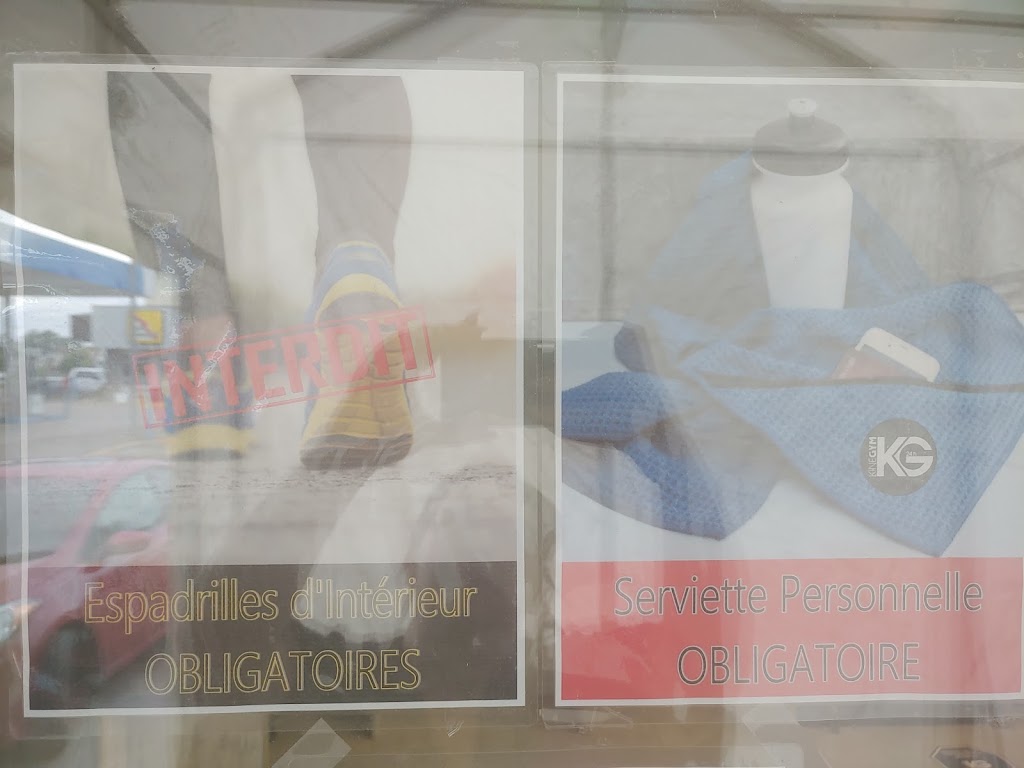 INTERDIT
Espadrilles d'Intérieur
OBLIGATOIRES
KG
Serviette Personnelle
OBLIGATOIRE